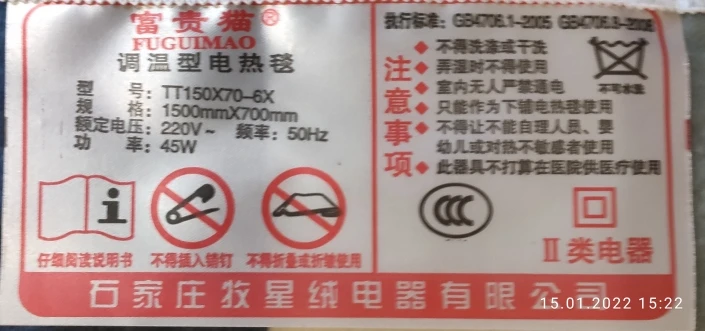 富贵猫®
FUGUIMAO
调温型电热毯
型 号：TT150X70-6X
规 格：1500mmX700mm
额定电压：220V~ 频率：50Hz
功 率：45W
仔细阅读说明书 不得插入销钉 不得折叠或折皱使用
执行标准：GB4706.1-2005 GB4706.8-2008
注意事项
◆ 不得洗涤或干洗
◆ 弄湿时不得使用
◆ 室内无人严禁通电
◆ 只能作为下铺电热毯使用
◆ 不得让不能自理人员、婴
幼儿或对热不敏感者使用
◆ 此器具不打算在医院供医疗使用
不可水洗
CCC
II 类电器
石家庄牧星绒电器有限公司
15.01.2022 15:22